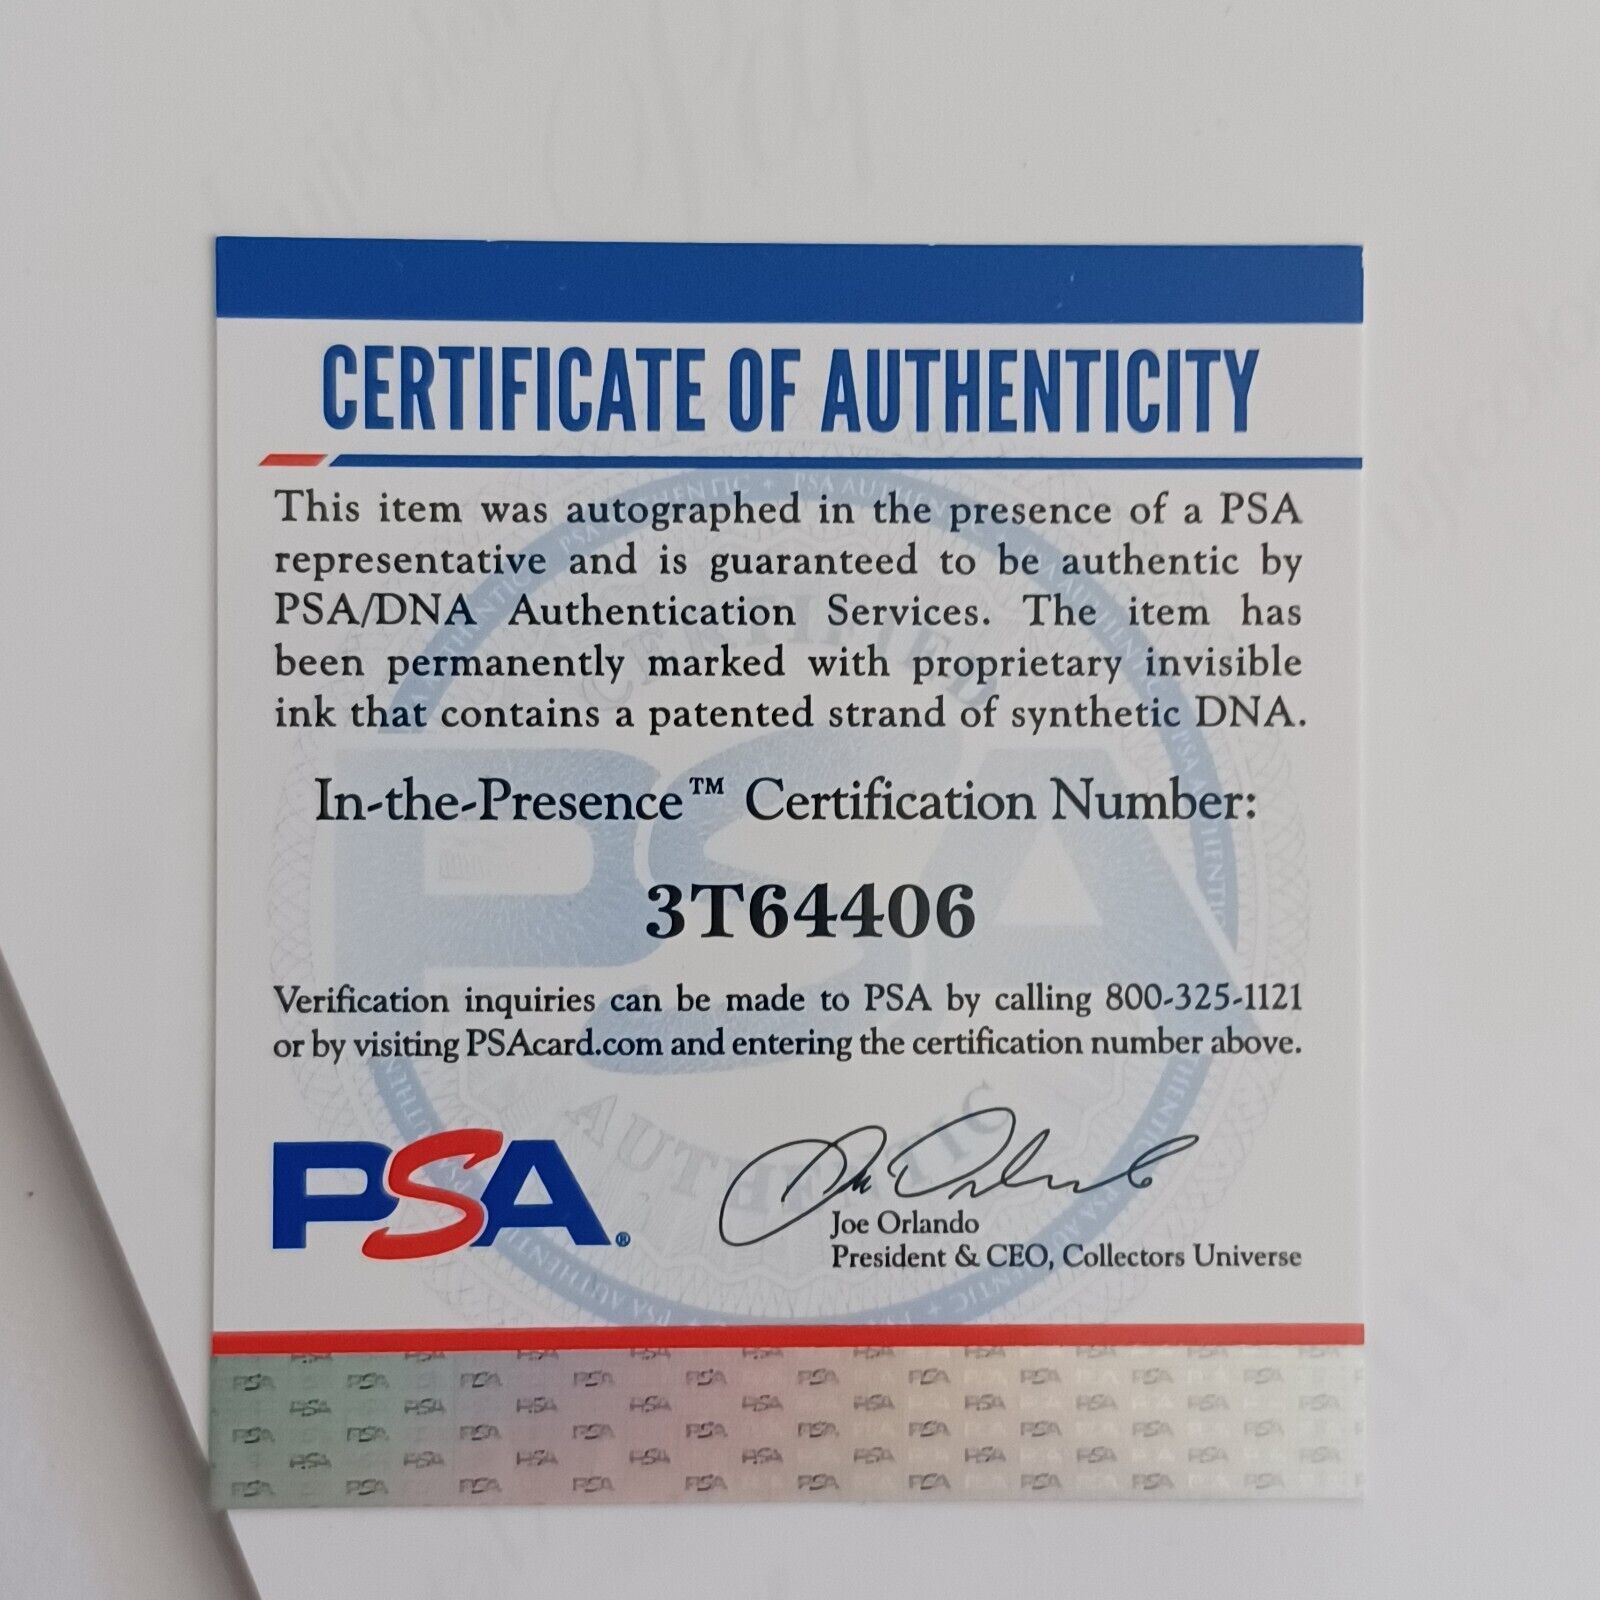 CERTIFICATE OF AUTHENTICITY
This item was autographed in the presence of a PSA
representative and is guaranteed to be authentic by
PSA/DNA Authentication Services. The item has
been permanently marked with proprietary invisible
ink that contains a patented strand of synthetic DNA.
In-the-Presence™ Certification Number:
3T64406
Verification inquiries can be made to PSA by calling 800-325-1121
or by visiting PSAcard.com and entering the certification number above.
PSA®
Joe Orlando
President & CEO, Collectors Universe